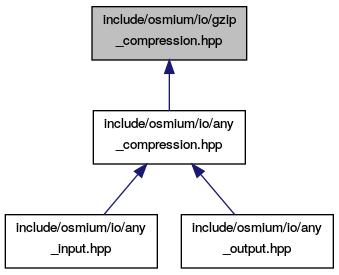 include/osmium/io/gzip
_compression.hpp
include/osmium/io/any
_compression.hpp
include/osmium/io/any
_input.hpp
include/osmium/io/any
_output.hpp